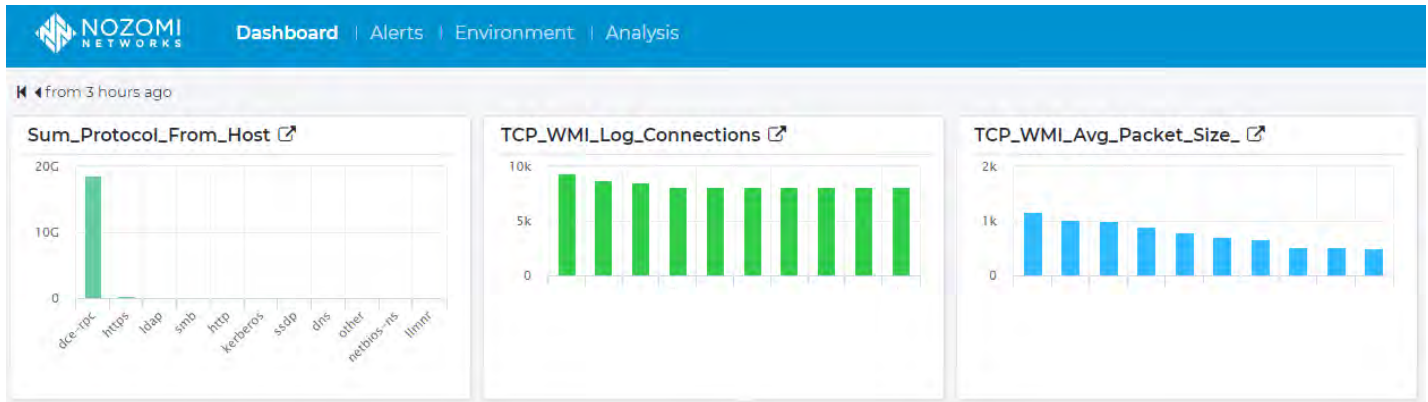 NOZOMI
NETWORKS
Dashboard | Alerts | Environment | Analysis
from 3 hours ago
Sum_Protocol_From_Host
20G
10G
0
dce-rpc
https
ldap
smb
http
kerberos
ssdp
dns
other
netbios-ns
llmnr
TCP_WMI_Log_Connections
10k
5k
0
TCP_WMI_Avg_Packet_Size_
2k
1k
0